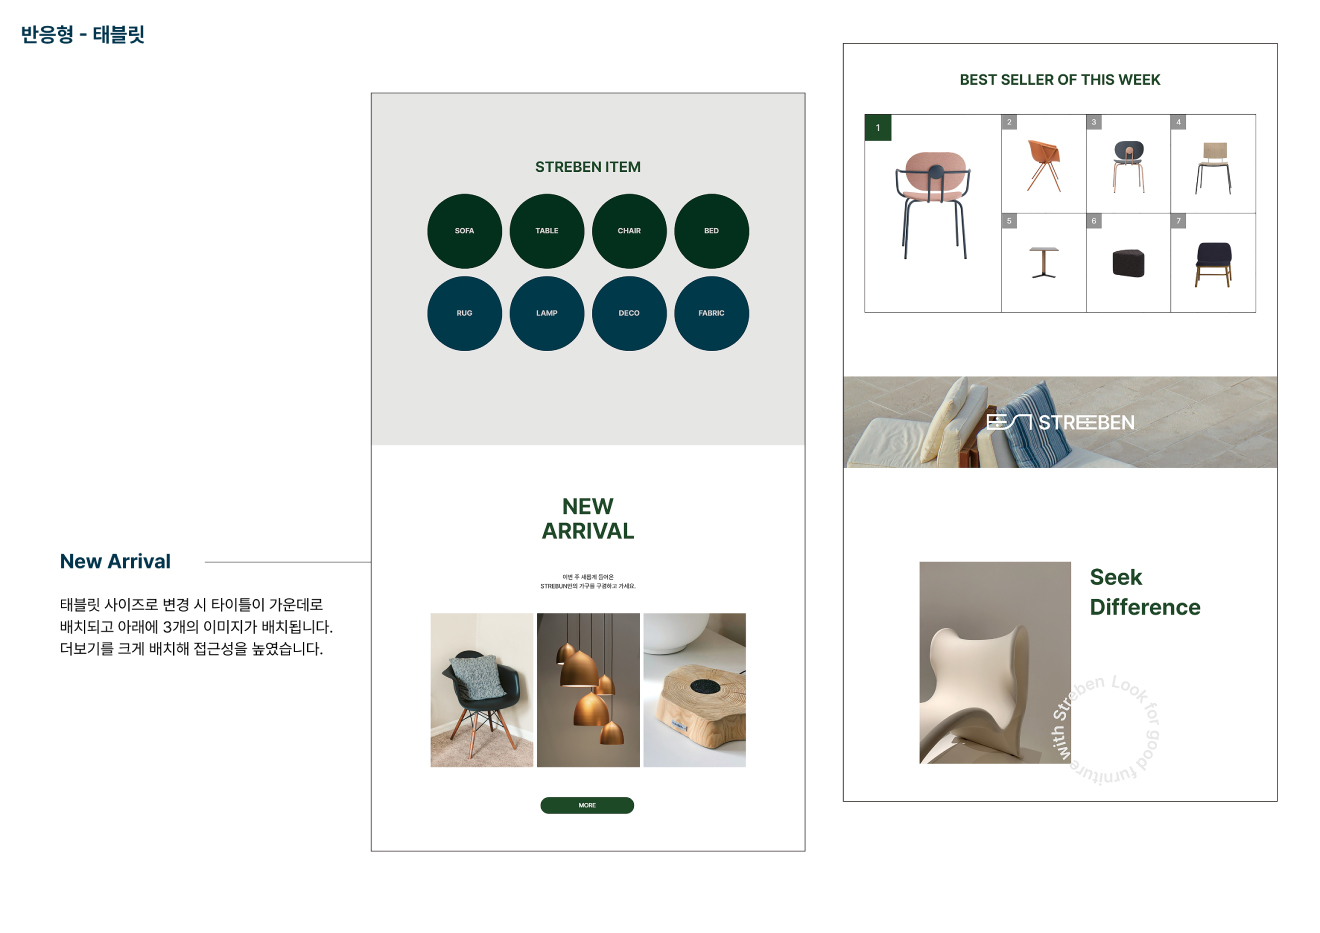 반응형 - 태블릿
STREBEN ITEM
SOFA
TABLE
CHAIR
BED
RUG
LAMP
DECO
FABRIC
New Arrival
태블릿 사이즈로 변경 시 타이틀이 가운데로
배치되고 아래에 3개의 이미지가 배치됩니다.
더보기를 크게 배치해 접근성을 높였습니다.
NEW
ARRIVAL
이번 주 새롭게 들어온
STREBUN만의 가구를 구경하고 가세요.
MORE
BEST SELLER OF THIS WEEK
1
2
3
4
5
6
7
STREEBEN
Seek
Difference
Look for good furniture with Streben